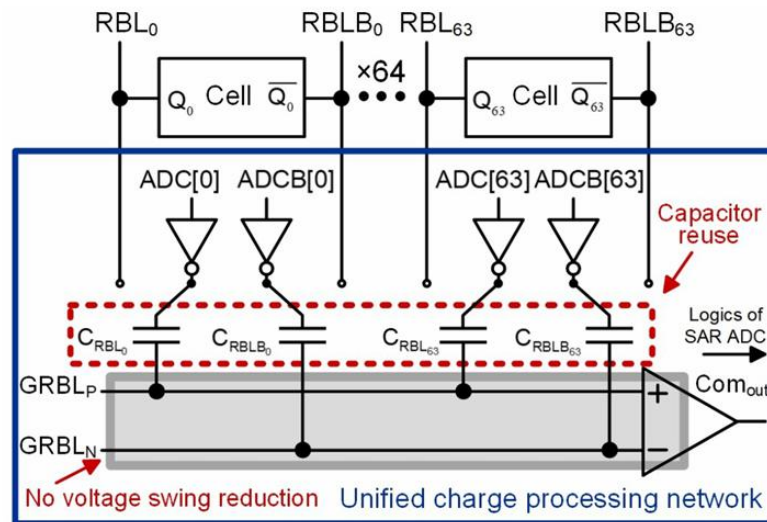 RBL0 RBLB0 RBL63 RBLB63
×64
Q0 Cell Q0 Q63 Cell Q63
ADC[0] ADCB[0] ADC[63] ADCB[63]
Capacitor
reuse
CRBL0 CRBLB0 CRBL63 CRBLB63
Logics of
SAR ADC
GRBLP
+
Comout
GRBLN
−
No voltage swing reduction
Unified charge processing network